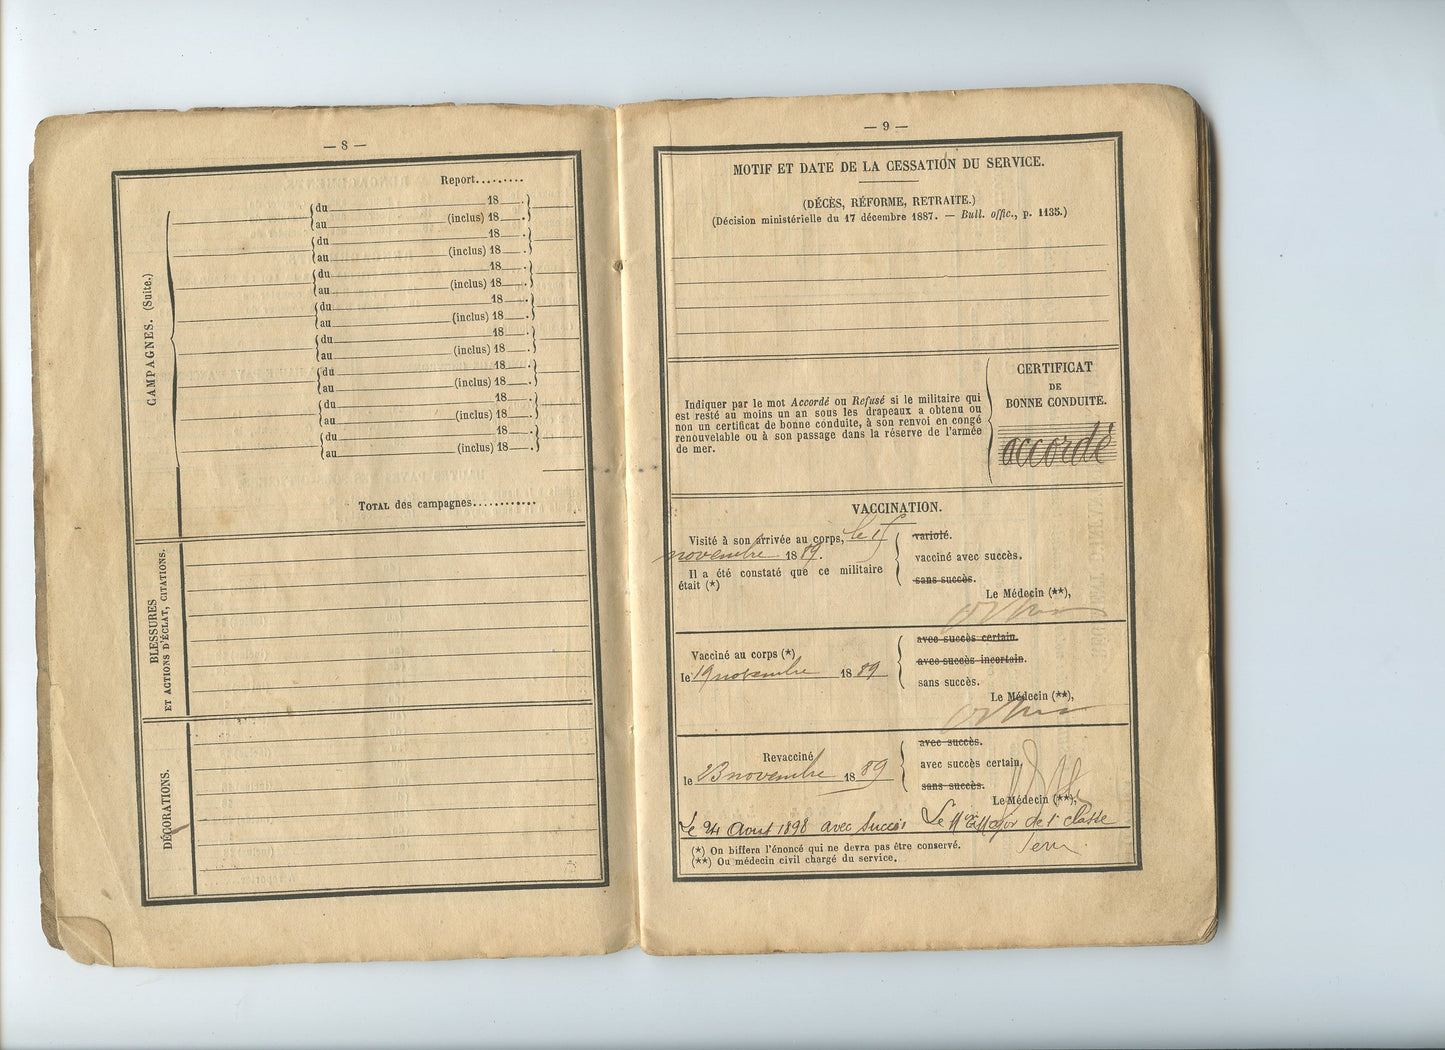 — 8 —
Report.........
CAMPAGNES. (Suite.)
du 18 .
au (inclus) 18 .
du 18 .
au (inclus) 18 .
du 18 .
au (inclus) 18 .
du 18 .
au (inclus) 18 .
du 18 .
au (inclus) 18 .
du 18 .
au (inclus) 18 .
du 18 .
au (inclus) 18 .
du 18 .
au (inclus) 18 .
TOTAL des campagnes............
BLESSURES
ET ACTIONS D'ÉCLAT, CITATIONS.
DÉCORATIONS.
— 9 —
MOTIF ET DATE DE LA CESSATION DU SERVICE.
(DÉCÈS, RÉFORME, RETRAITE.)
(Décision ministérielle du 17 décembre 1887. — Bull. offic., p. 1135.)
Indiquer par le mot Accordé ou Refusé si le militaire qui
est resté au moins un an sous les drapeaux a obtenu ou
non un certificat de bonne conduite, à son renvoi en congé
renouvelable ou à son passage dans la réserve de l'armée
de mer.
CERTIFICAT
DE
BONNE CONDUITE.
accordé
VACCINATION.
Visité à son arrivée au corps, le 15
novembre 1889.
Il a été constaté que ce militaire
était (*)
variolé.
vacciné avec succès.
sans succès.
Le Médecin (**),
Vacciné au corps (*)
le 19 novembre 1889
avec succès certain.
avec succès incertain.
sans succès.
Le Médecin (**),
Revacciné
le 23 novembre 1889
avec succès.
avec succès certain,
sans succès.
Le Médecin (**),
Le 24 Aout 1898 avec Succès Le Major de 1e classe
(*) On biffera l'énoncé qui ne devra pas être conservé.
(**) Ou médecin civil chargé du service.